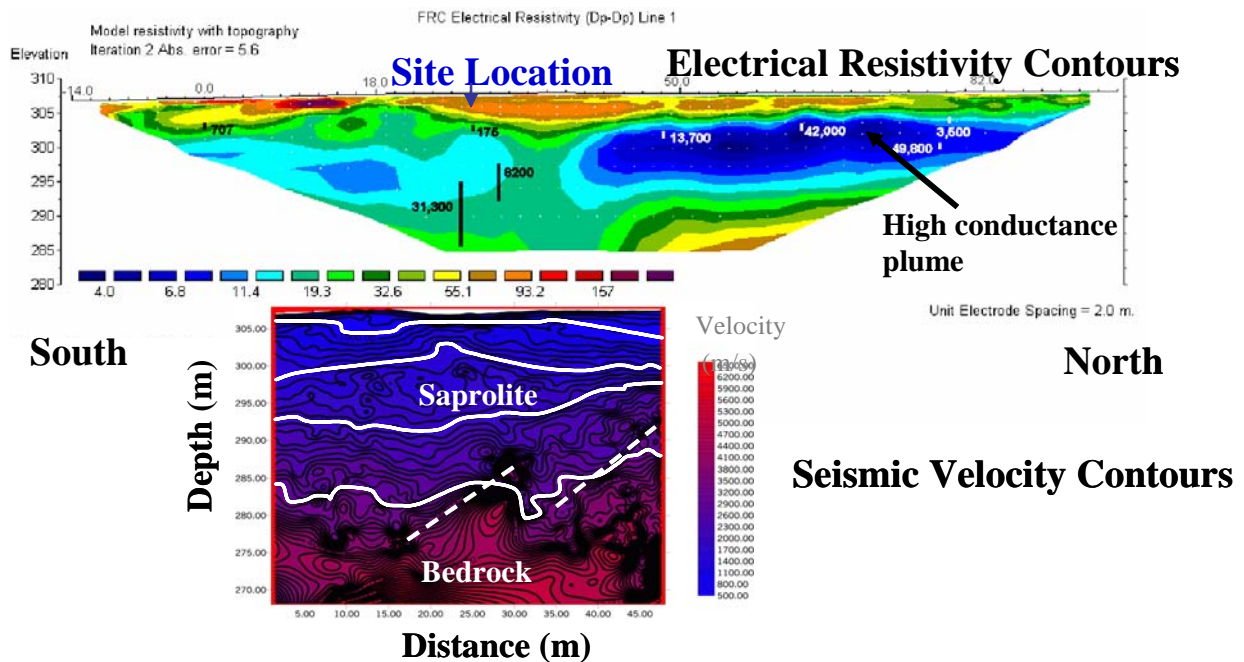 FRC Electrical Resistivity (Dp-Dp) Line 1
Model resistivity with topography
Iteration 2 Abs. error = 5.6
Elevation
Site Location
Electrical Resistivity Contours
310
14.0
0.0
18.0
50.0
82.0
305
300
295
290
285
280
707
176
13,700
42,000
3,500
49,800
8200
31,300
High conductance
plume
4.0 6.8 11.4 19.3 32.6 55.1 93.2 157
Unit Electrode Spacing = 2.0 m.
South
North
Depth (m)
305.00
300.00
295.00
290.00
285.00
280.00
275.00
270.00
Saprolite
Bedrock
5.00 10.00 15.00 20.00 25.00 30.00 35.00 40.00 45.00
Distance (m)
Velocity
(m/s)
6200.00
5900.00
5600.00
5300.00
5000.00
4700.00
4400.00
4100.00
3800.00
3500.00
3200.00
2900.00
2600.00
2300.00
2000.00
1700.00
1400.00
1100.00
800.00
500.00
Seismic Velocity Contours